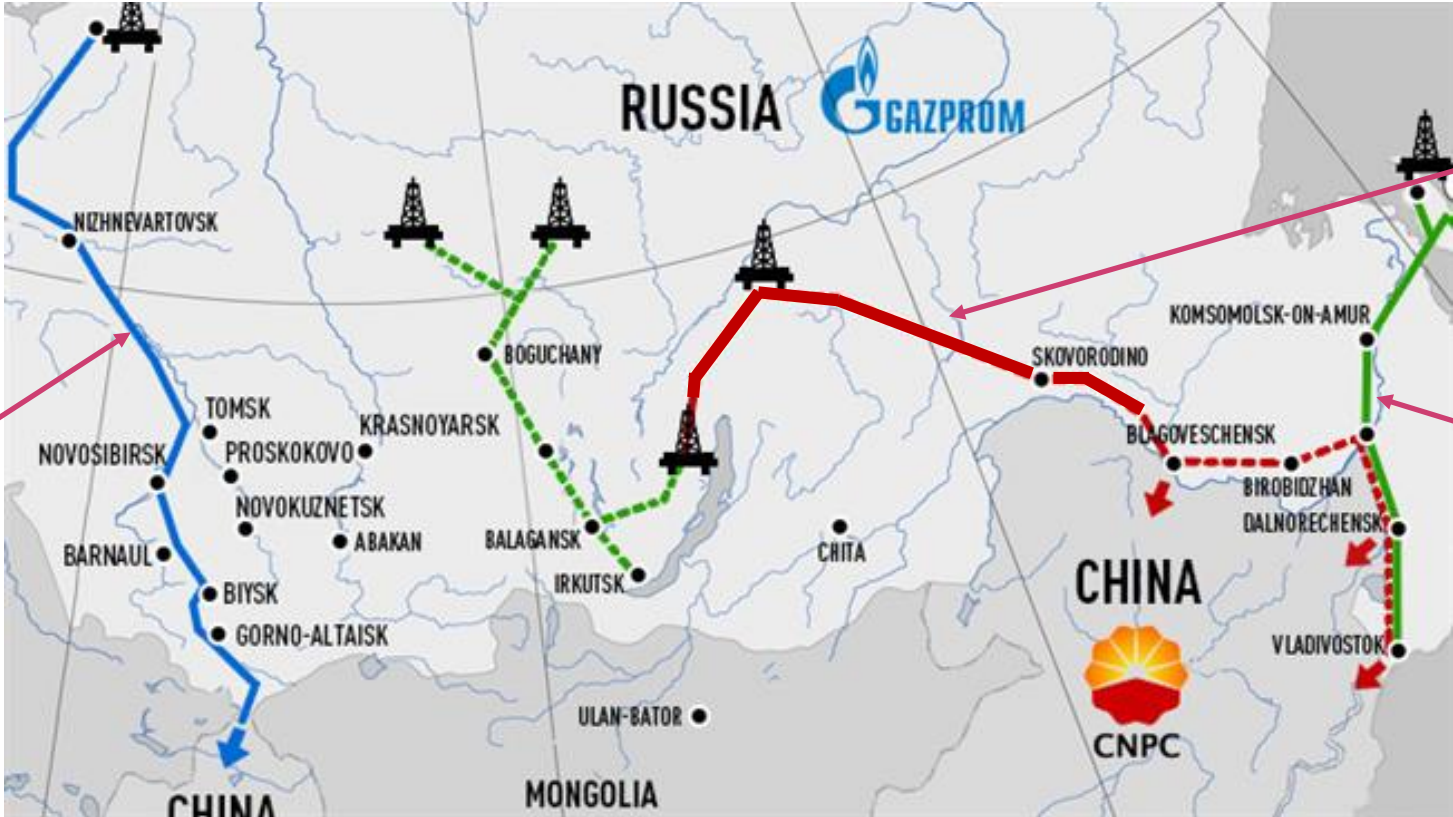 RUSSIA
GAZPROM
NIZHNEVARTOVSK
KOMSOMOLSK-ON-AMUR
BOGUCHANY
SKOVORODINO
TOMSK
KRASNOYARSK
BLAGOVESCHENSK
NOVOSIBIRSK
PROSKOKOVO
BIROBIDZHAN
NOVOKUZNETSK
DALNORECHENSK
BARNAUL
ABAKAN
BALAGANSK
CHITA
IRKUTSK
CHINA
BIYSK
GORNO-ALTAISK
VLADIVOSTOK
ULAN-BATOR
CNPC
MONGOLIA
CHINA